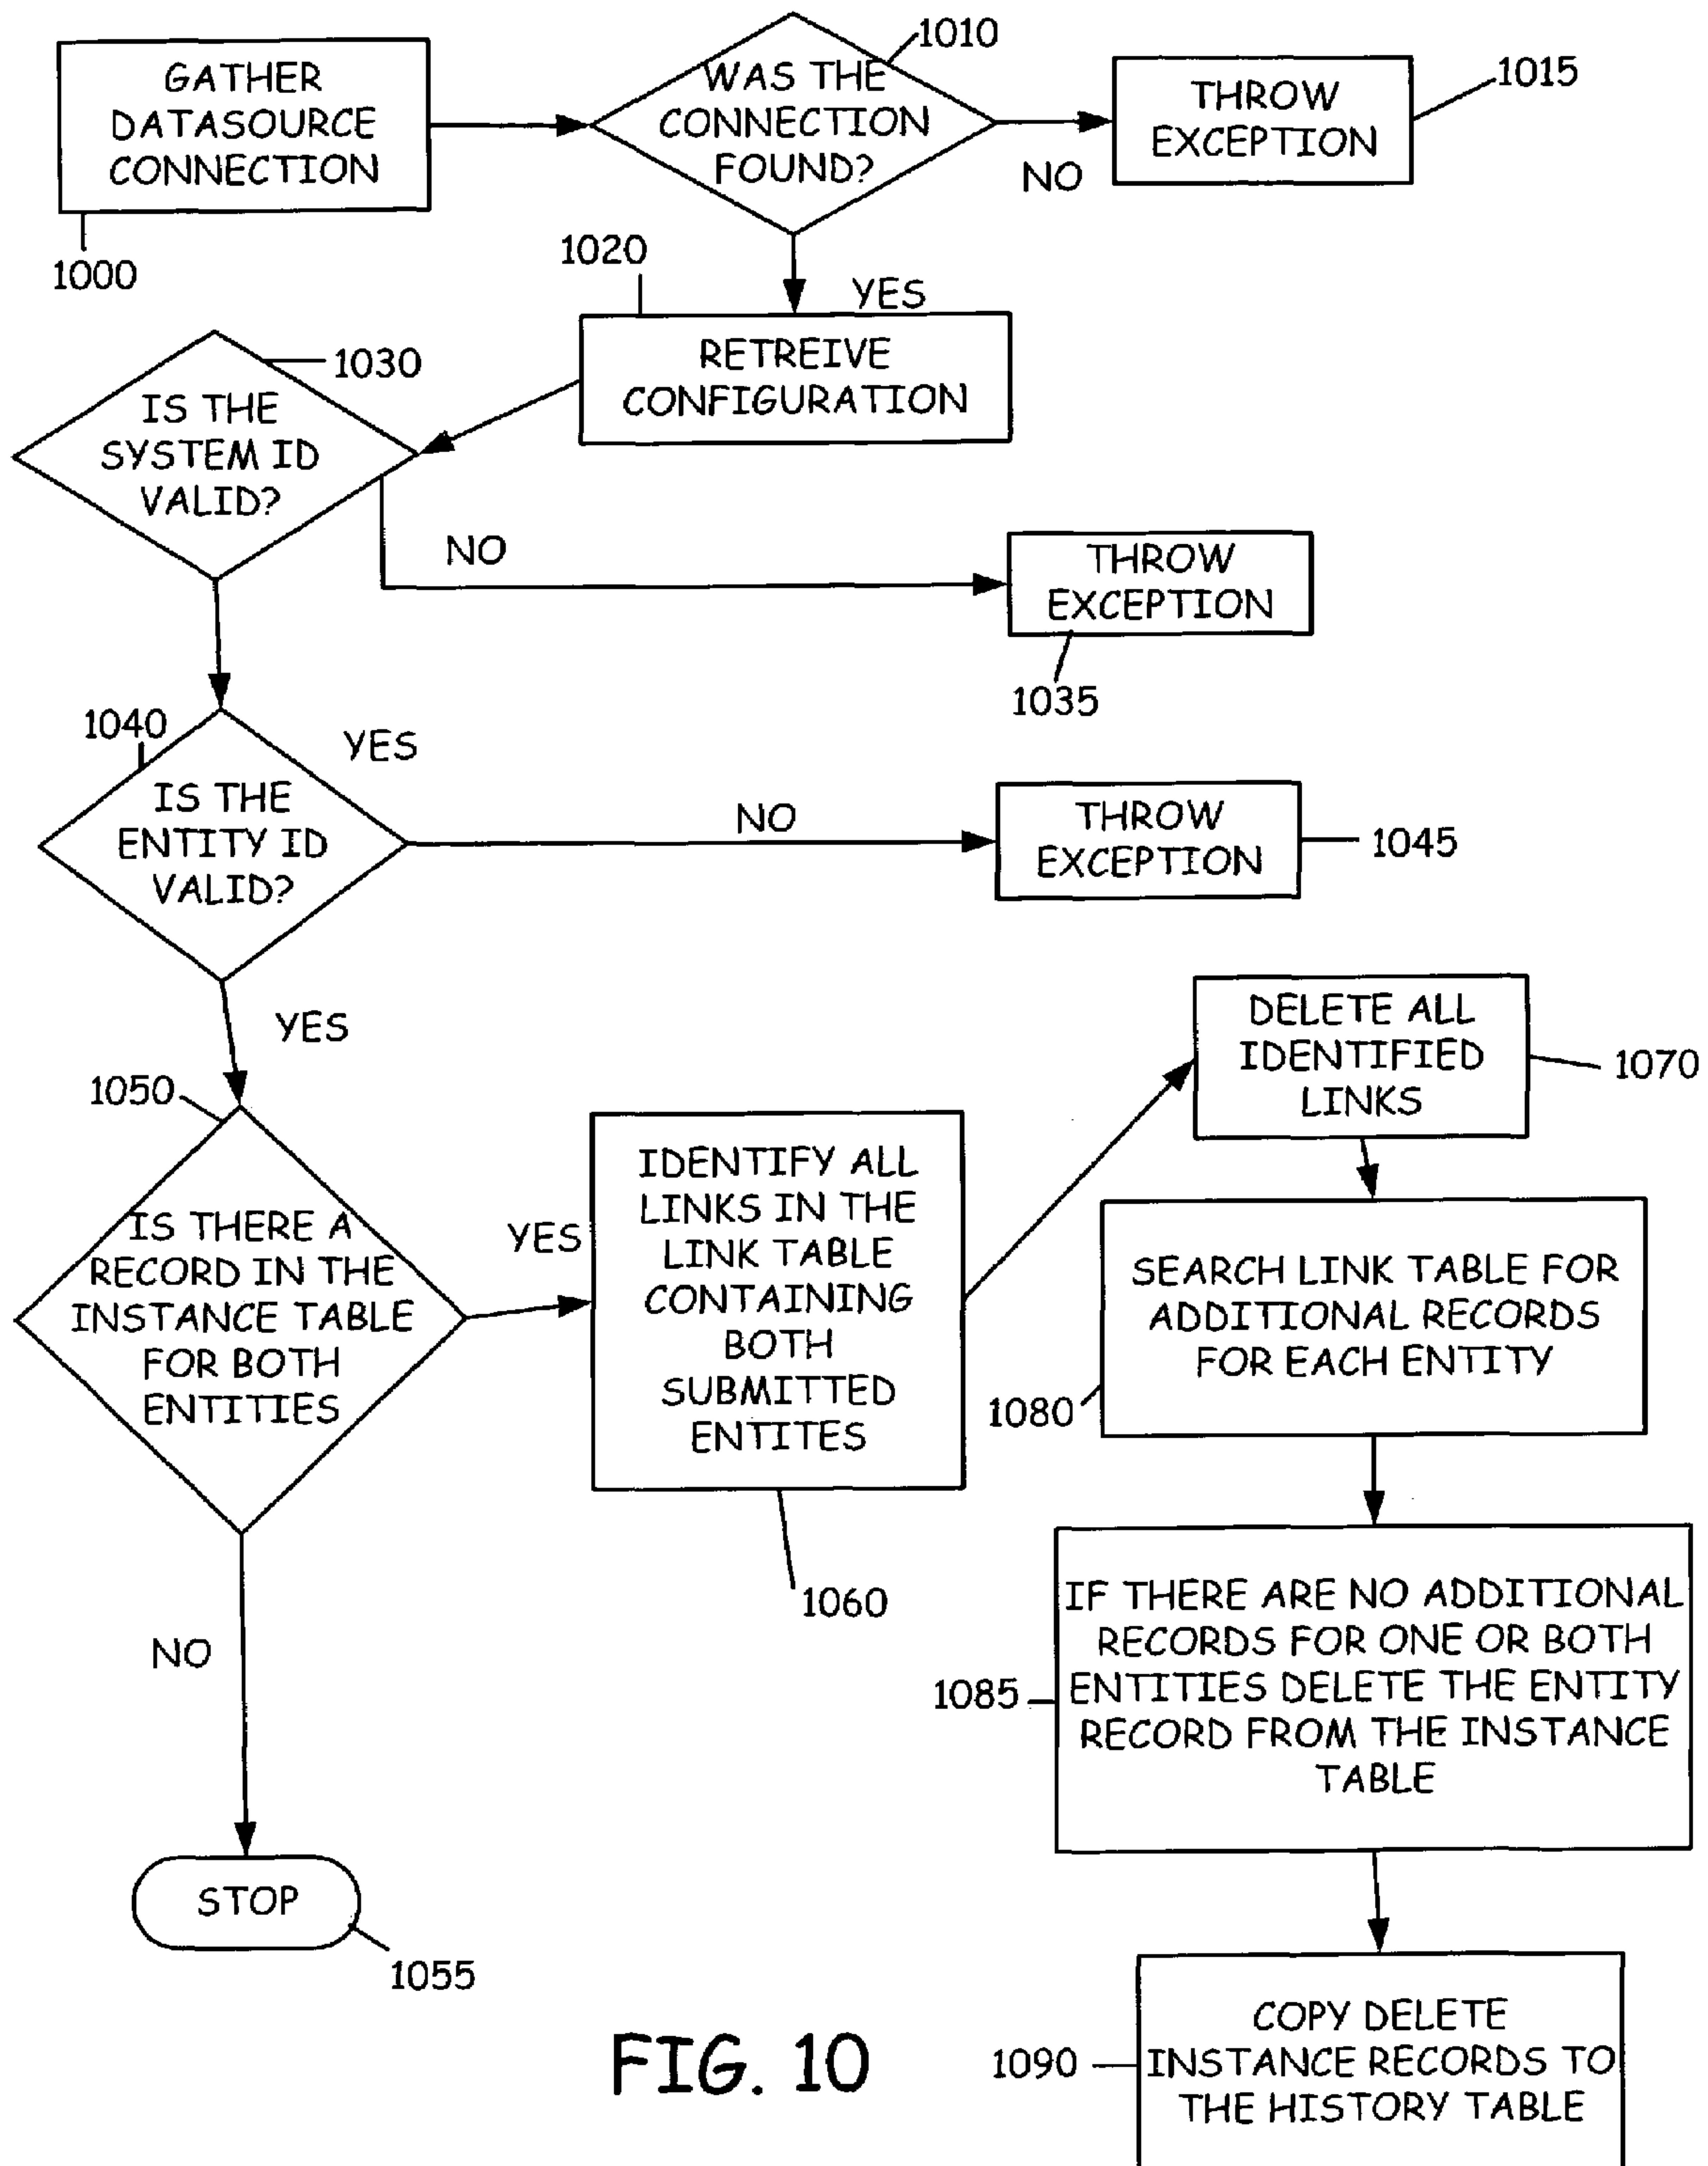 GATHER
DATASOURCE
CONNECTION
1000
WAS THE
CONNECTION
FOUND?
1010
NO
THROW
EXCEPTION
1015
YES
1020
RETREIVE
CONFIGURATION
1030
IS THE
SYSTEM ID
VALID?
NO
THROW
EXCEPTION
1035
YES
1040
IS THE
ENTITY ID
VALID?
NO
THROW
EXCEPTION
1045
YES
1050
IS THERE A
RECORD IN THE
INSTANCE TABLE
FOR BOTH
ENTITIES
YES
IDENTIFY ALL
LINKS IN THE
LINK TABLE
CONTAINING
BOTH
SUBMITTED
ENTITES
1060
DELETE ALL
IDENTIFIED
LINKS
1070
SEARCH LINK TABLE FOR
ADDITIONAL RECORDS
FOR EACH ENTITY
1080
IF THERE ARE NO ADDITIONAL
RECORDS FOR ONE OR BOTH
ENTITIES DELETE THE ENTITY
RECORD FROM THE INSTANCE
TABLE
1085
NO
STOP
1055
COPY DELETE
INSTANCE RECORDS TO
THE HISTORY TABLE
1090
FIG. 10